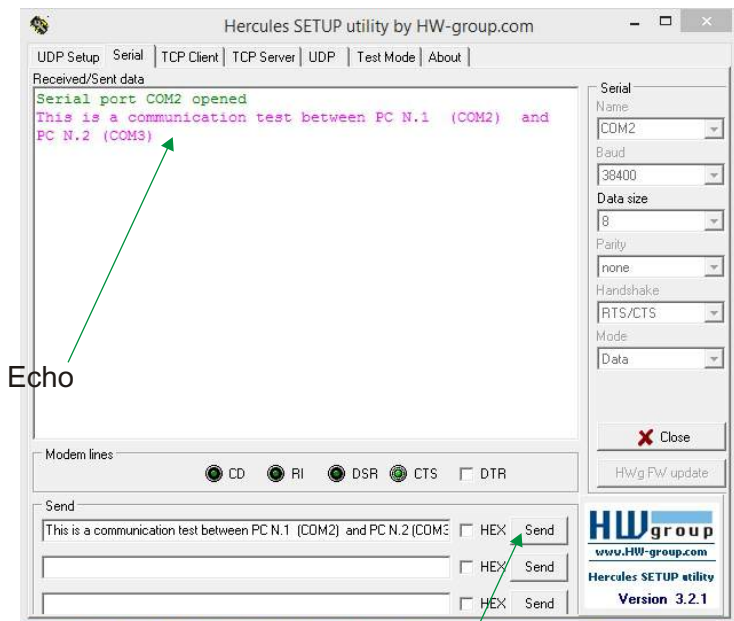 Hercules SETUP utility by HW-group.com
UDP Setup Serial TCP Client TCP Server UDP Test Mode About
Received/Sent data
Serial port COM2 opened
This is a communication test between PC N.1 (COM2) and
PC N.2 (COM3)
Echo
Serial
Name
COM2
Baud
38400
Data size
8
Parity
none
Handshake
RTS/CTS
Mode
Data
Close
HWg FW update
Modem lines
CD RI DSR CTS DTR
Send
This is a communication test between PC N.1 (COM2) and PC N.2 (COM3 HEX Send
HEX Send
HEX Send
HWgroup
www.HW-group.com
Hercules SETUP utility
Version 3.2.1